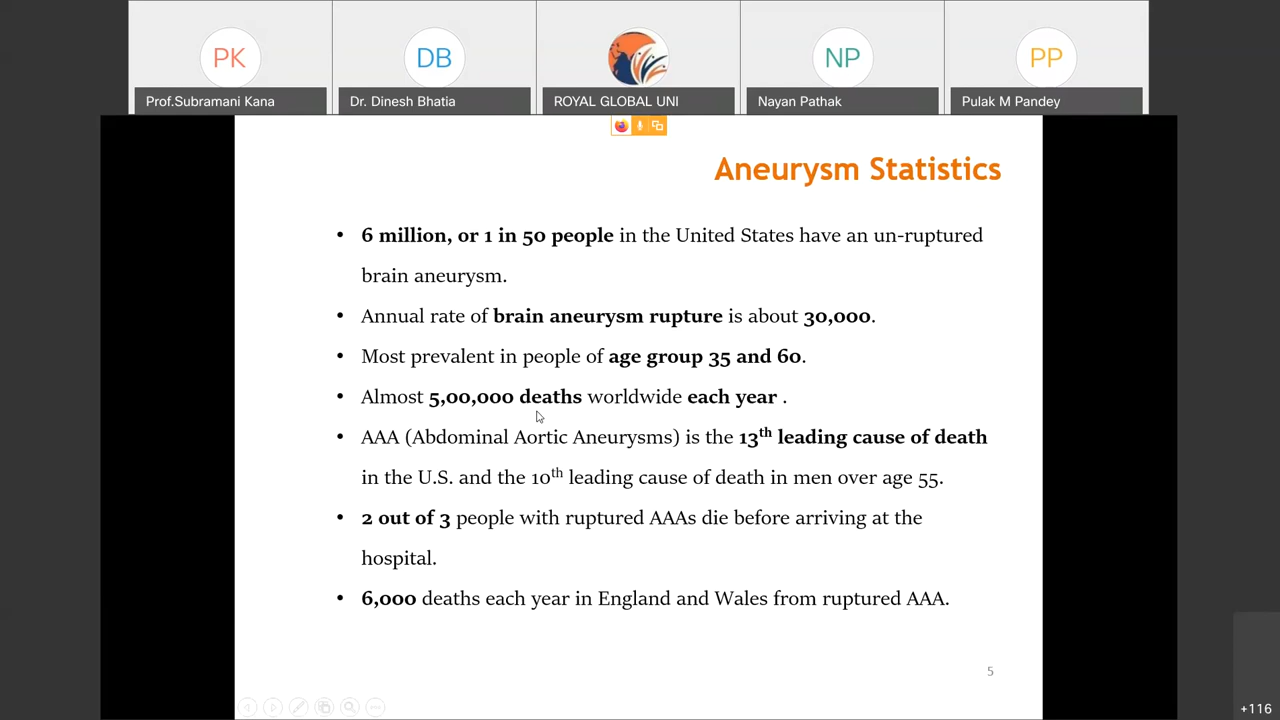 PK
DB
NP
PP
Prof.Subramani Kana
Dr. Dinesh Bhatia
ROYAL GLOBAL UNI
Nayan Pathak
Pulak M Pandey
Aneurysm Statistics
• 6 million, or 1 in 50 people in the United States have an un-ruptured
brain aneurysm.
• Annual rate of brain aneurysm rupture is about 30,000.
• Most prevalent in people of age group 35 and 60.
• Almost 5,00,000 deaths worldwide each year .
• AAA (Abdominal Aortic Aneurysms) is the 13th leading cause of death
in the U.S. and the 10th leading cause of death in men over age 55.
• 2 out of 3 people with ruptured AAAs die before arriving at the
hospital.
• 6,000 deaths each year in England and Wales from ruptured AAA.
5
+116